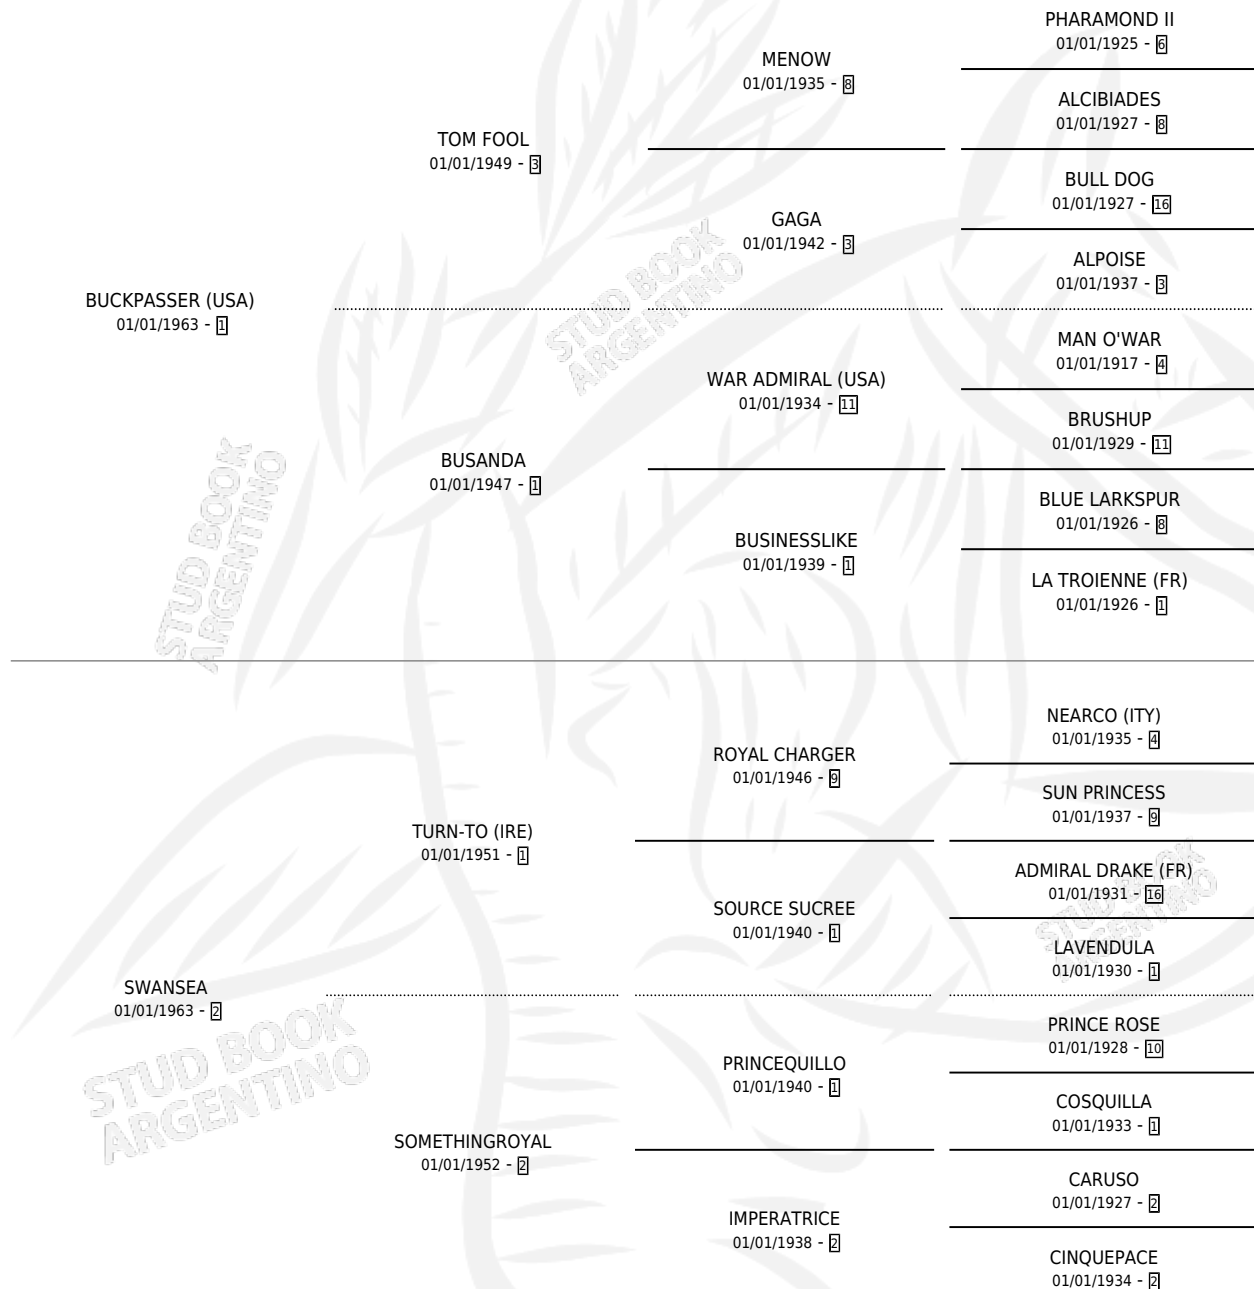 PHARAMOND II
01/01/1925 - 6
MENOW
01/01/1935 - 8
ALCIBIADES
01/01/1927 - 8
TOM FOOL
01/01/1949 - 3
BULL DOG
01/01/1927 - 16
GAGA
01/01/1942 - 3
ALPOISE
01/01/1937 - 3
BUCKPASSER (USA)
01/01/1963 - 1
MAN O'WAR
01/01/1917 - 4
WAR ADMIRAL (USA)
01/01/1934 - 11
BRUSHUP
01/01/1929 - 11
BUSANDA
01/01/1947 - 1
BLUE LARKSPUR
01/01/1926 - 8
BUSINESSLIKE
01/01/1939 - 1
LA TROIENNE (FR)
01/01/1926 - 1
NEARCO (ITY)
01/01/1935 - 4
ROYAL CHARGER
01/01/1946 - 9
SUN PRINCESS
01/01/1937 - 9
TURN-TO (IRE)
01/01/1951 - 1
ADMIRAL DRAKE (FR)
01/01/1931 - 16
SOURCE SUCREE
01/01/1940 - 1
LAVENDULA
01/01/1930 - 1
SWANSEA
01/01/1963 - 2
PRINCE ROSE
01/01/1928 - 10
PRINCEQUILLO
01/01/1940 - 1
COSQUILLA
01/01/1933 - 1
SOMETHINGROYAL
01/01/1952 - 2
CARUSO
01/01/1927 - 2
IMPERATRICE
01/01/1938 - 2
CINQUEPACE
01/01/1934 - 2
STUD BOOK
ARGENTINO
STUD BOOK
ARGENTINO
STUD BOOK
ARGENTINO
STUD BOOK
ARGENTINO